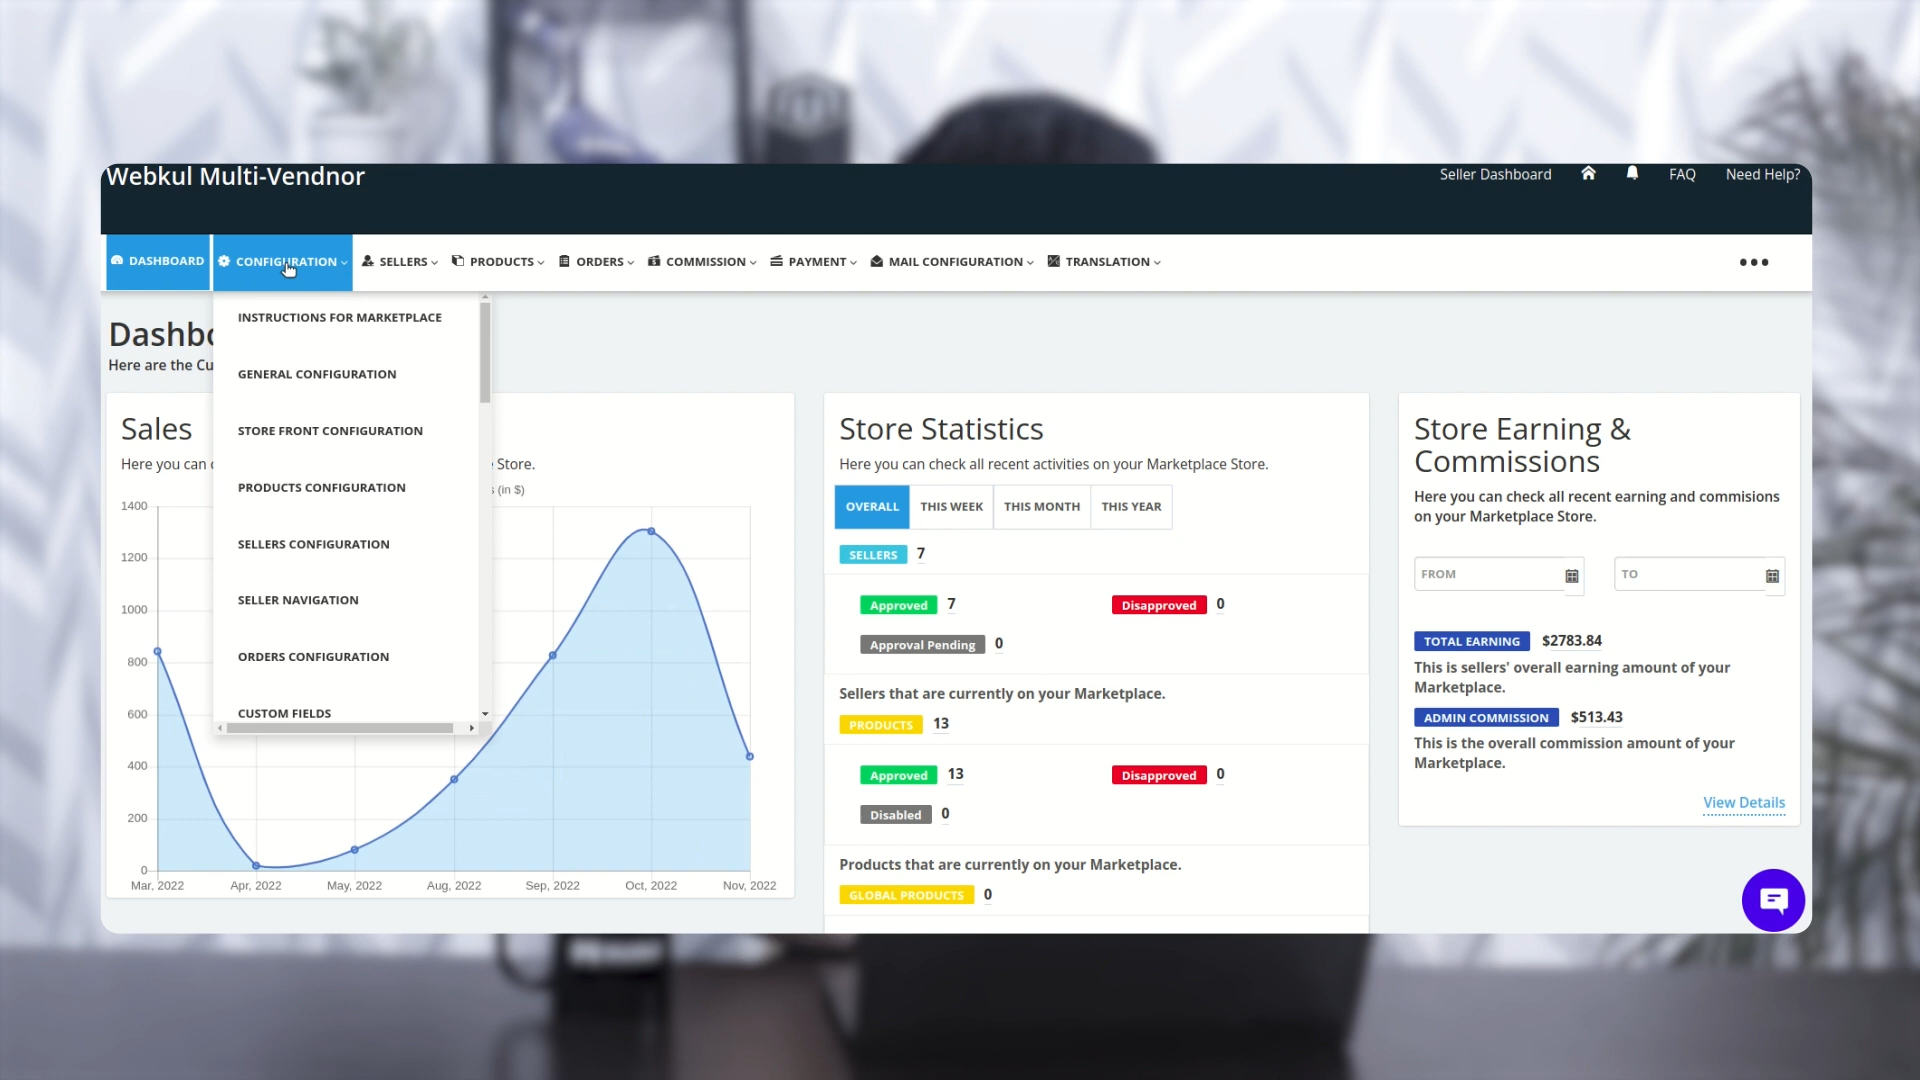 Webkul Multi-Vendnor
Seller Dashboard FAQ Need Help?
DASHBOARD CONFIGURATION SELLERS PRODUCTS ORDERS COMMISSION PAYMENT MAIL CONFIGURATION TRANSLATION
INSTRUCTIONS FOR MARKETPLACE
GENERAL CONFIGURATION
STORE FRONT CONFIGURATION
PRODUCTS CONFIGURATION
SELLERS CONFIGURATION
SELLER NAVIGATION
ORDERS CONFIGURATION
CUSTOM FIELDS
Dashbo
Here are the Cu
Sales
Here you can
Store.
(in $)
1400
1200
1000
800
600
400
200
0
Mar, 2022 Apr, 2022 May, 2022 Aug, 2022 Sep, 2022 Oct, 2022 Nov, 2022
Store Statistics
Here you can check all recent activities on your Marketplace Store.
OVERALL THIS WEEK THIS MONTH THIS YEAR
SELLERS 7
Approved 7 Disapproved 0
Approval Pending 0
Sellers that are currently on your Marketplace.
PRODUCTS 13
Approved 13 Disapproved 0
Disabled 0
Products that are currently on your Marketplace.
GLOBAL PRODUCTS 0
Store Earning &
Commissions
Here you can check all recent earning and commisions
on your Marketplace Store.
FROM TO
TOTAL EARNING $2783.84
This is sellers' overall earning amount of your
Marketplace.
ADMIN COMMISSION $513.43
This is the overall commission amount of your
Marketplace.
View Details